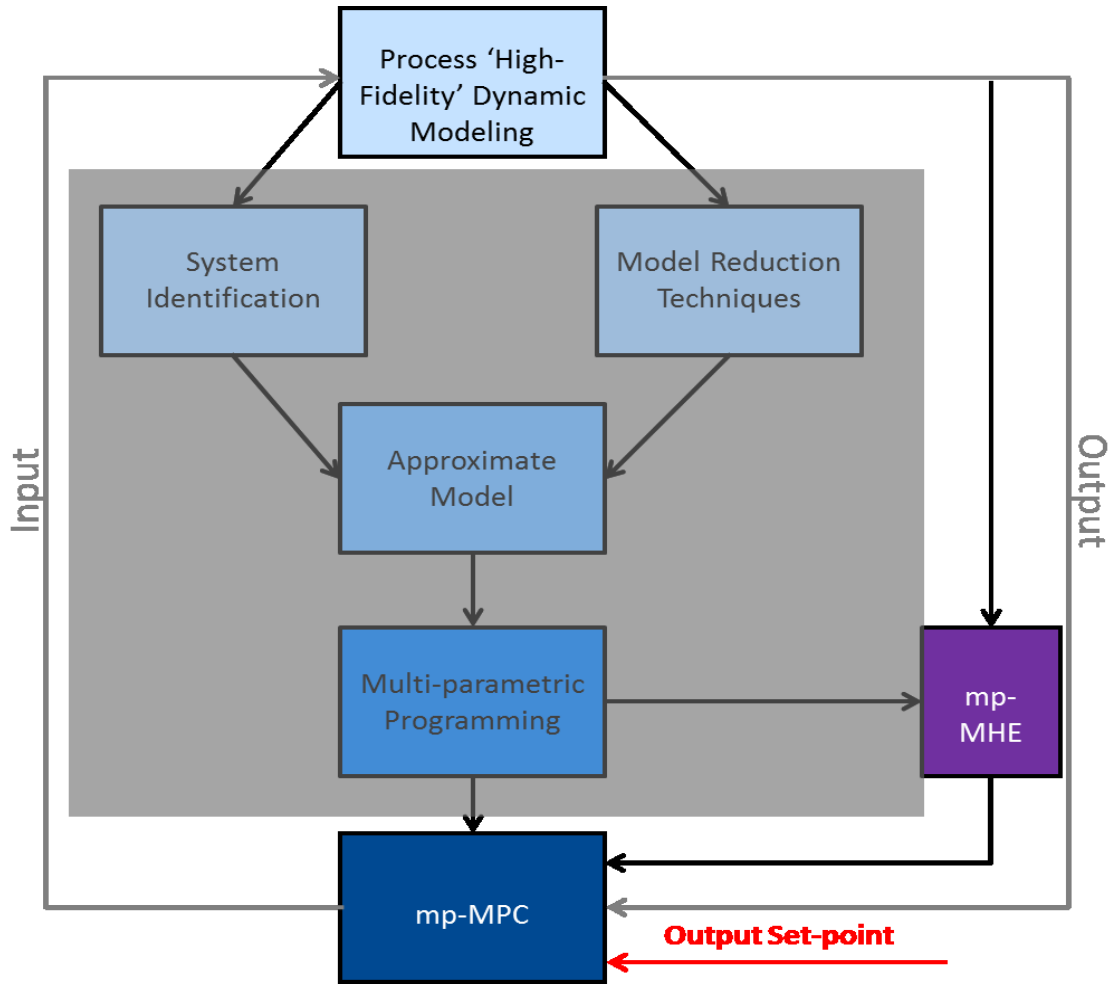 Process ‘High-
Fidelity’ Dynamic
Modeling
System
Identification
Model Reduction
Techniques
Approximate
Model
Input
Output
Multi-parametric
Programming
mp-
MHE
mp-MPC
Output Set-point